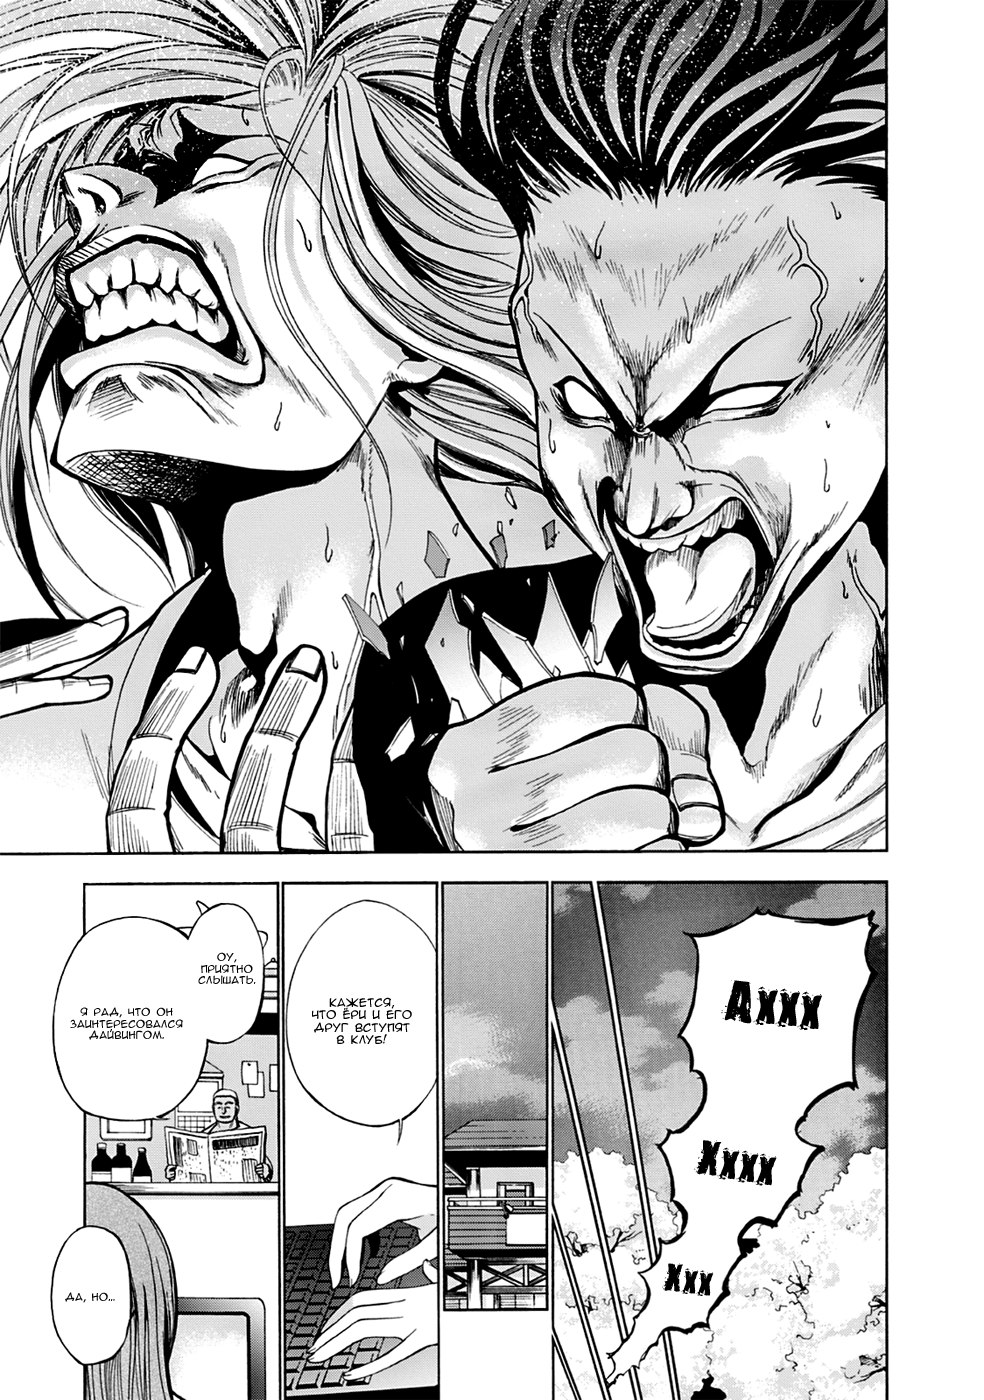 Аххх
Хххх
Ххх
КАЖЕТСЯ,
ЧТО ЁРИ И ЕГО
ДРУГ ВСТУПЯТ
В КЛУБ!
ОУ,
ПРИЯТНО
СЛЫШАТЬ.
Я РАД, ЧТО ОН
ЗАИНТЕРЕСОВАЛСЯ
ДАЙВИНГОМ.
ДА, НО...